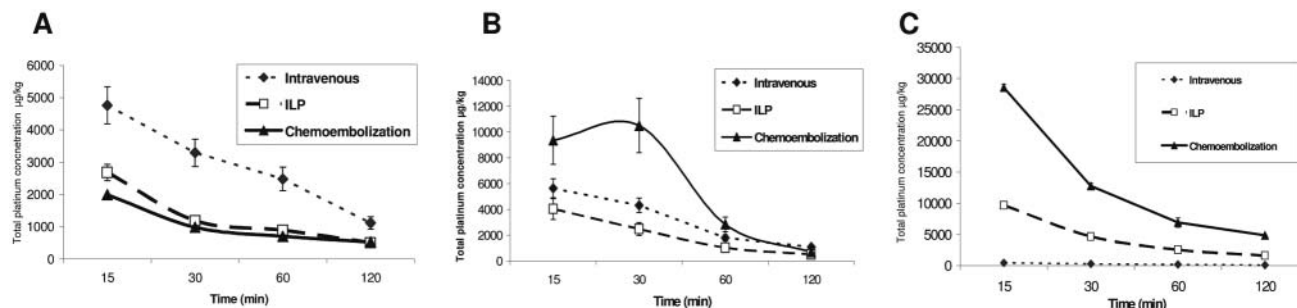 A
Total platinum concnetration µg/kg
6000
5000
4000
3000
2000
1000
0
15 30 60 120
Time (min)
Intravenous
ILP
Chemoembolization
B
Total platinum concentration µg/kg
14000
12000
10000
8000
6000
4000
2000
0
15 30 60 120
Time (min)
Intravenous
ILP
Chemoembolization
C
Total platinum concentration µg/kg
35000
30000
25000
20000
15000
10000
5000
0
15 30 60 120
Time (min)
Intravenous
ILP
Chemoembolization